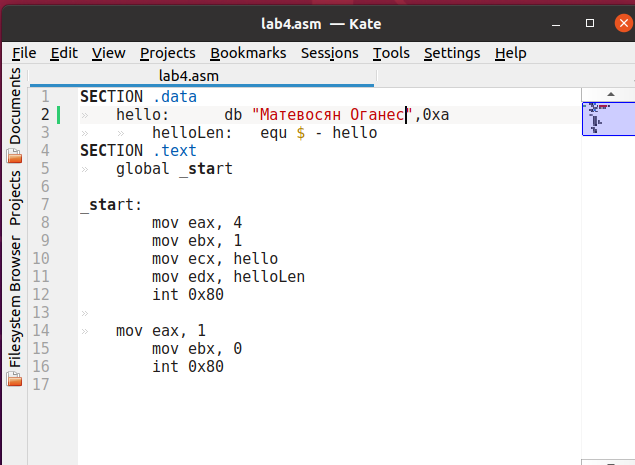 lab4.asm — Kate
File Edit View Projects Bookmarks Sessions Tools Settings Help
lab4.asm
Documents
Projects
Filesystem Browser
1 SECTION .data
2 » hello: db "Матевосян Оганес",0xa
3 » » helloLen: equ $ - hello
4 SECTION .text
5 » global _start
6
7 _start:
8 mov eax, 4
9 mov ebx, 1
10 mov ecx, hello
11 mov edx, helloLen
12 int 0x80
13 »
14 » mov eax, 1
15 mov ebx, 0
16 int 0x80
17